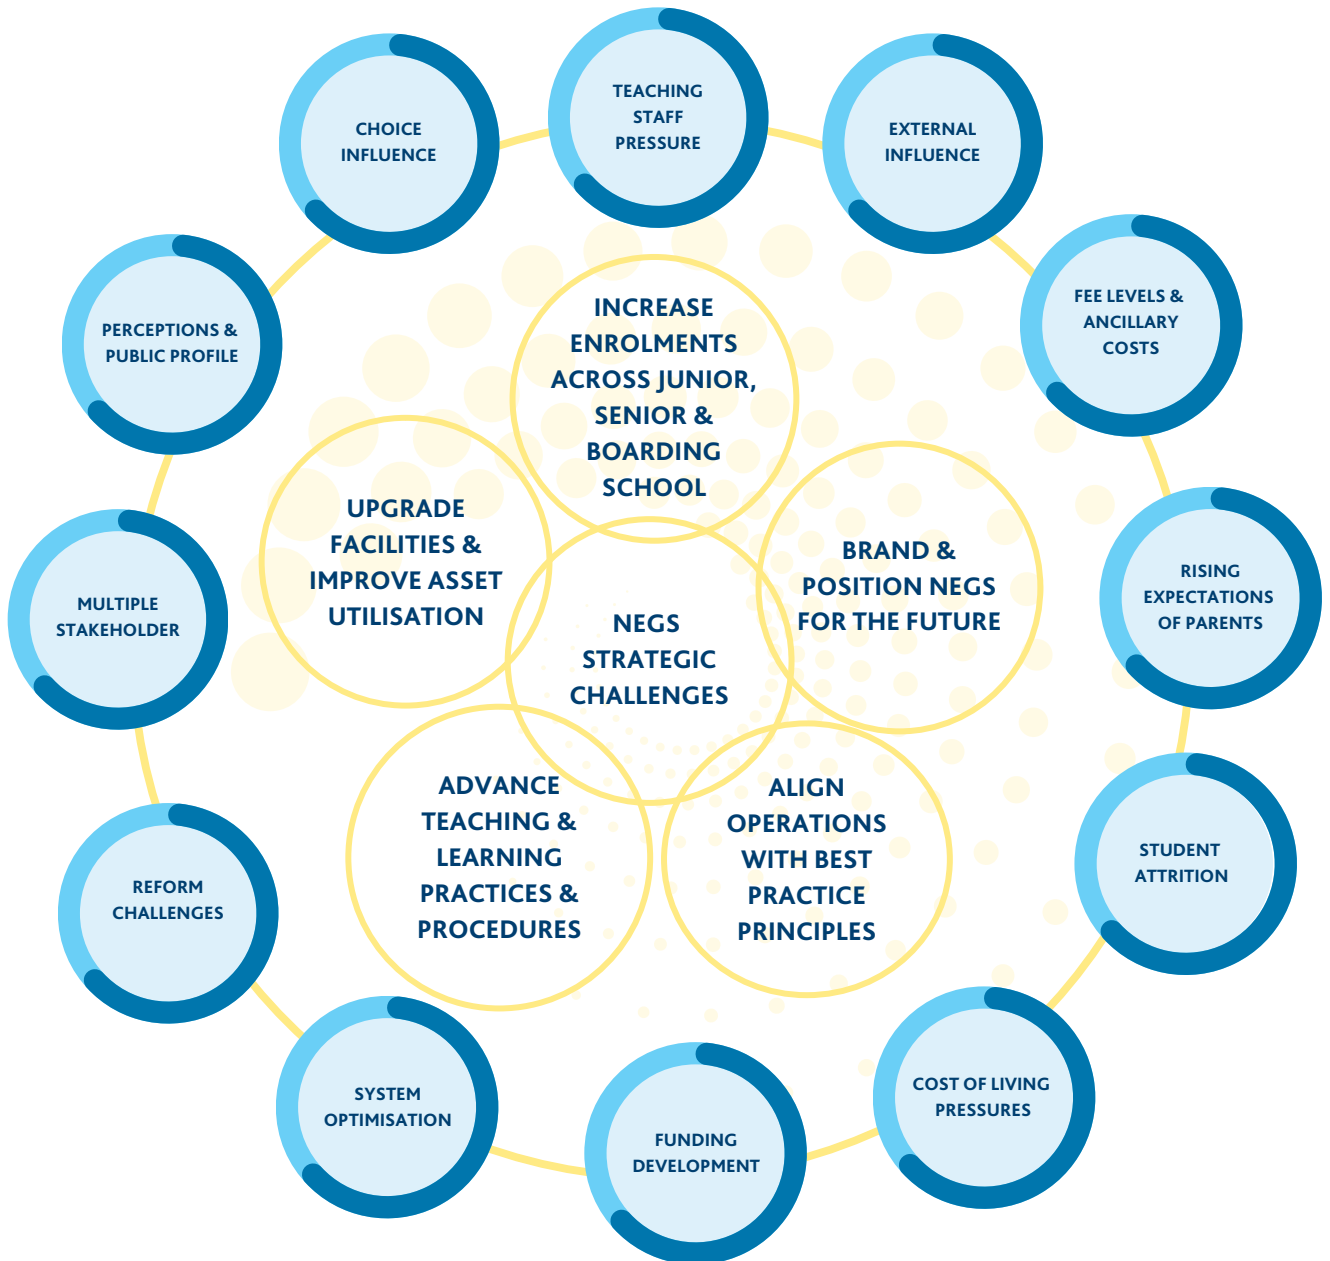 TEACHING
STAFF
PRESSURE
CHOICE
INFLUENCE
EXTERNAL
INFLUENCE
FEE LEVELS &
ANCILLARY
COSTS
PERCEPTIONS &
PUBLIC PROFILE
INCREASE
ENROLMENTS
ACROSS JUNIOR,
SENIOR &
BOARDING
SCHOOL
UPGRADE
FACILITIES &
IMPROVE ASSET
UTILISATION
BRAND &
POSITION NEGS
FOR THE FUTURE
RISING
EXPECTATIONS
OF PARENTS
MULTIPLE
STAKEHOLDER
NEGS
STRATEGIC
CHALLENGES
ADVANCE
TEACHING &
LEARNING
PRACTICES &
PROCEDURES
ALIGN
OPERATIONS
WITH BEST
PRACTICE
PRINCIPLES
STUDENT
ATTRITION
REFORM
CHALLENGES
SYSTEM
OPTIMISATION
COST OF LIVING
PRESSURES
FUNDING
DEVELOPMENT